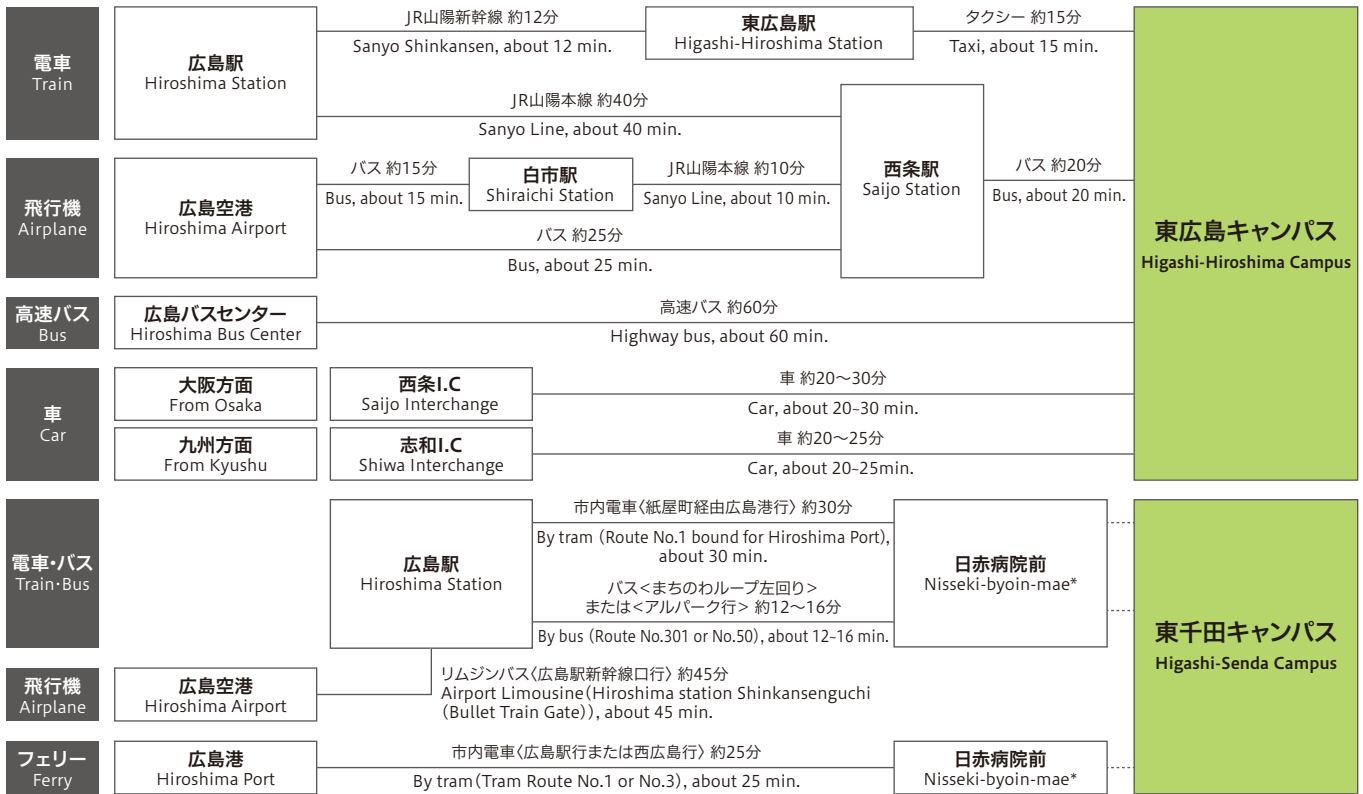 電車
Train
広島駅
Hiroshima Station
JR山陽新幹線 約12分
Sanyo Shinkansen, about 12 min.
東広島駅
Higashi-Hiroshima Station
タクシー 約15分
Taxi, about 15 min.
JR山陽本線 約40分
Sanyo Line, about 40 min.
飛行機
Airplane
広島空港
Hiroshima Airport
バス 約15分
Bus, about 15 min.
白市駅
Shiraichi Station
JR山陽本線 約10分
Sanyo Line, about 10 min.
バス 約25分
Bus, about 25 min.
西条駅
Saijo Station
バス 約20分
Bus, about 20 min.
東広島キャンパス
Higashi-Hiroshima Campus
高速バス
Bus
広島バスセンター
Hiroshima Bus Center
高速バス 約60分
Highway bus, about 60 min.
車
Car
大阪方面
From Osaka
西条I.C
Saijo Interchange
車 約20〜30分
Car, about 20-30 min.
九州方面
From Kyushu
志和I.C
Shiwa Interchange
車 約20〜25分
Car, about 20-25min.
電車・バス
Train・Bus
広島駅
Hiroshima Station
市内電車〈紙屋町経由広島港行〉 約30分
By tram (Route No.1 bound for Hiroshima Port),
about 30 min.
バス<まちのわループ左回り>
または<アルパーク行> 約12〜16分
By bus (Route No.301 or No.50), about 12-16 min.
日赤病院前
Nisseki-byoin-mae*
東千田キャンパス
Higashi-Senda Campus
飛行機
Airplane
広島空港
Hiroshima Airport
リムジンバス〈広島駅新幹線口行〉 約45分
Airport Limousine(Hiroshima station Shinkansenguchi
(Bullet Train Gate)), about 45 min.
フェリー
Ferry
広島港
Hiroshima Port
市内電車〈広島駅行または西広島行〉 約25分
By tram(Tram Route No.1 or No.3), about 25 min.
日赤病院前
Nisseki-byoin-mae*